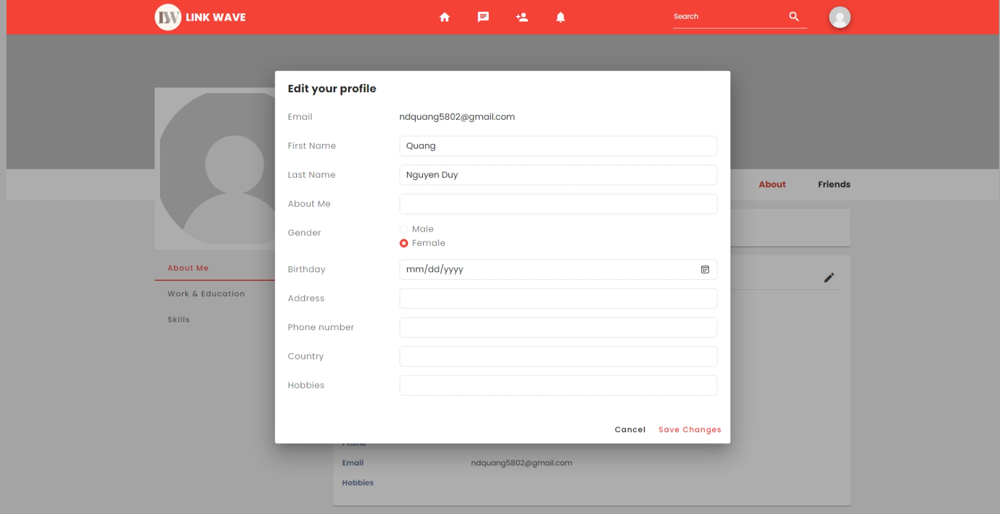 LW LINK WAVE
Search
Edit your profile
Email ndquang5802@gmail.com
First Name Quang
Last Name Nguyen Duy
About Me
Gender
Male
Female
Birthday mm/dd/yyyy
Address
Phone number
Country
Hobbies
Cancel Save Changes
About Friends
About Me
Work & Education
Skills
Phone
Email ndquang5802@gmail.com
Hobbies